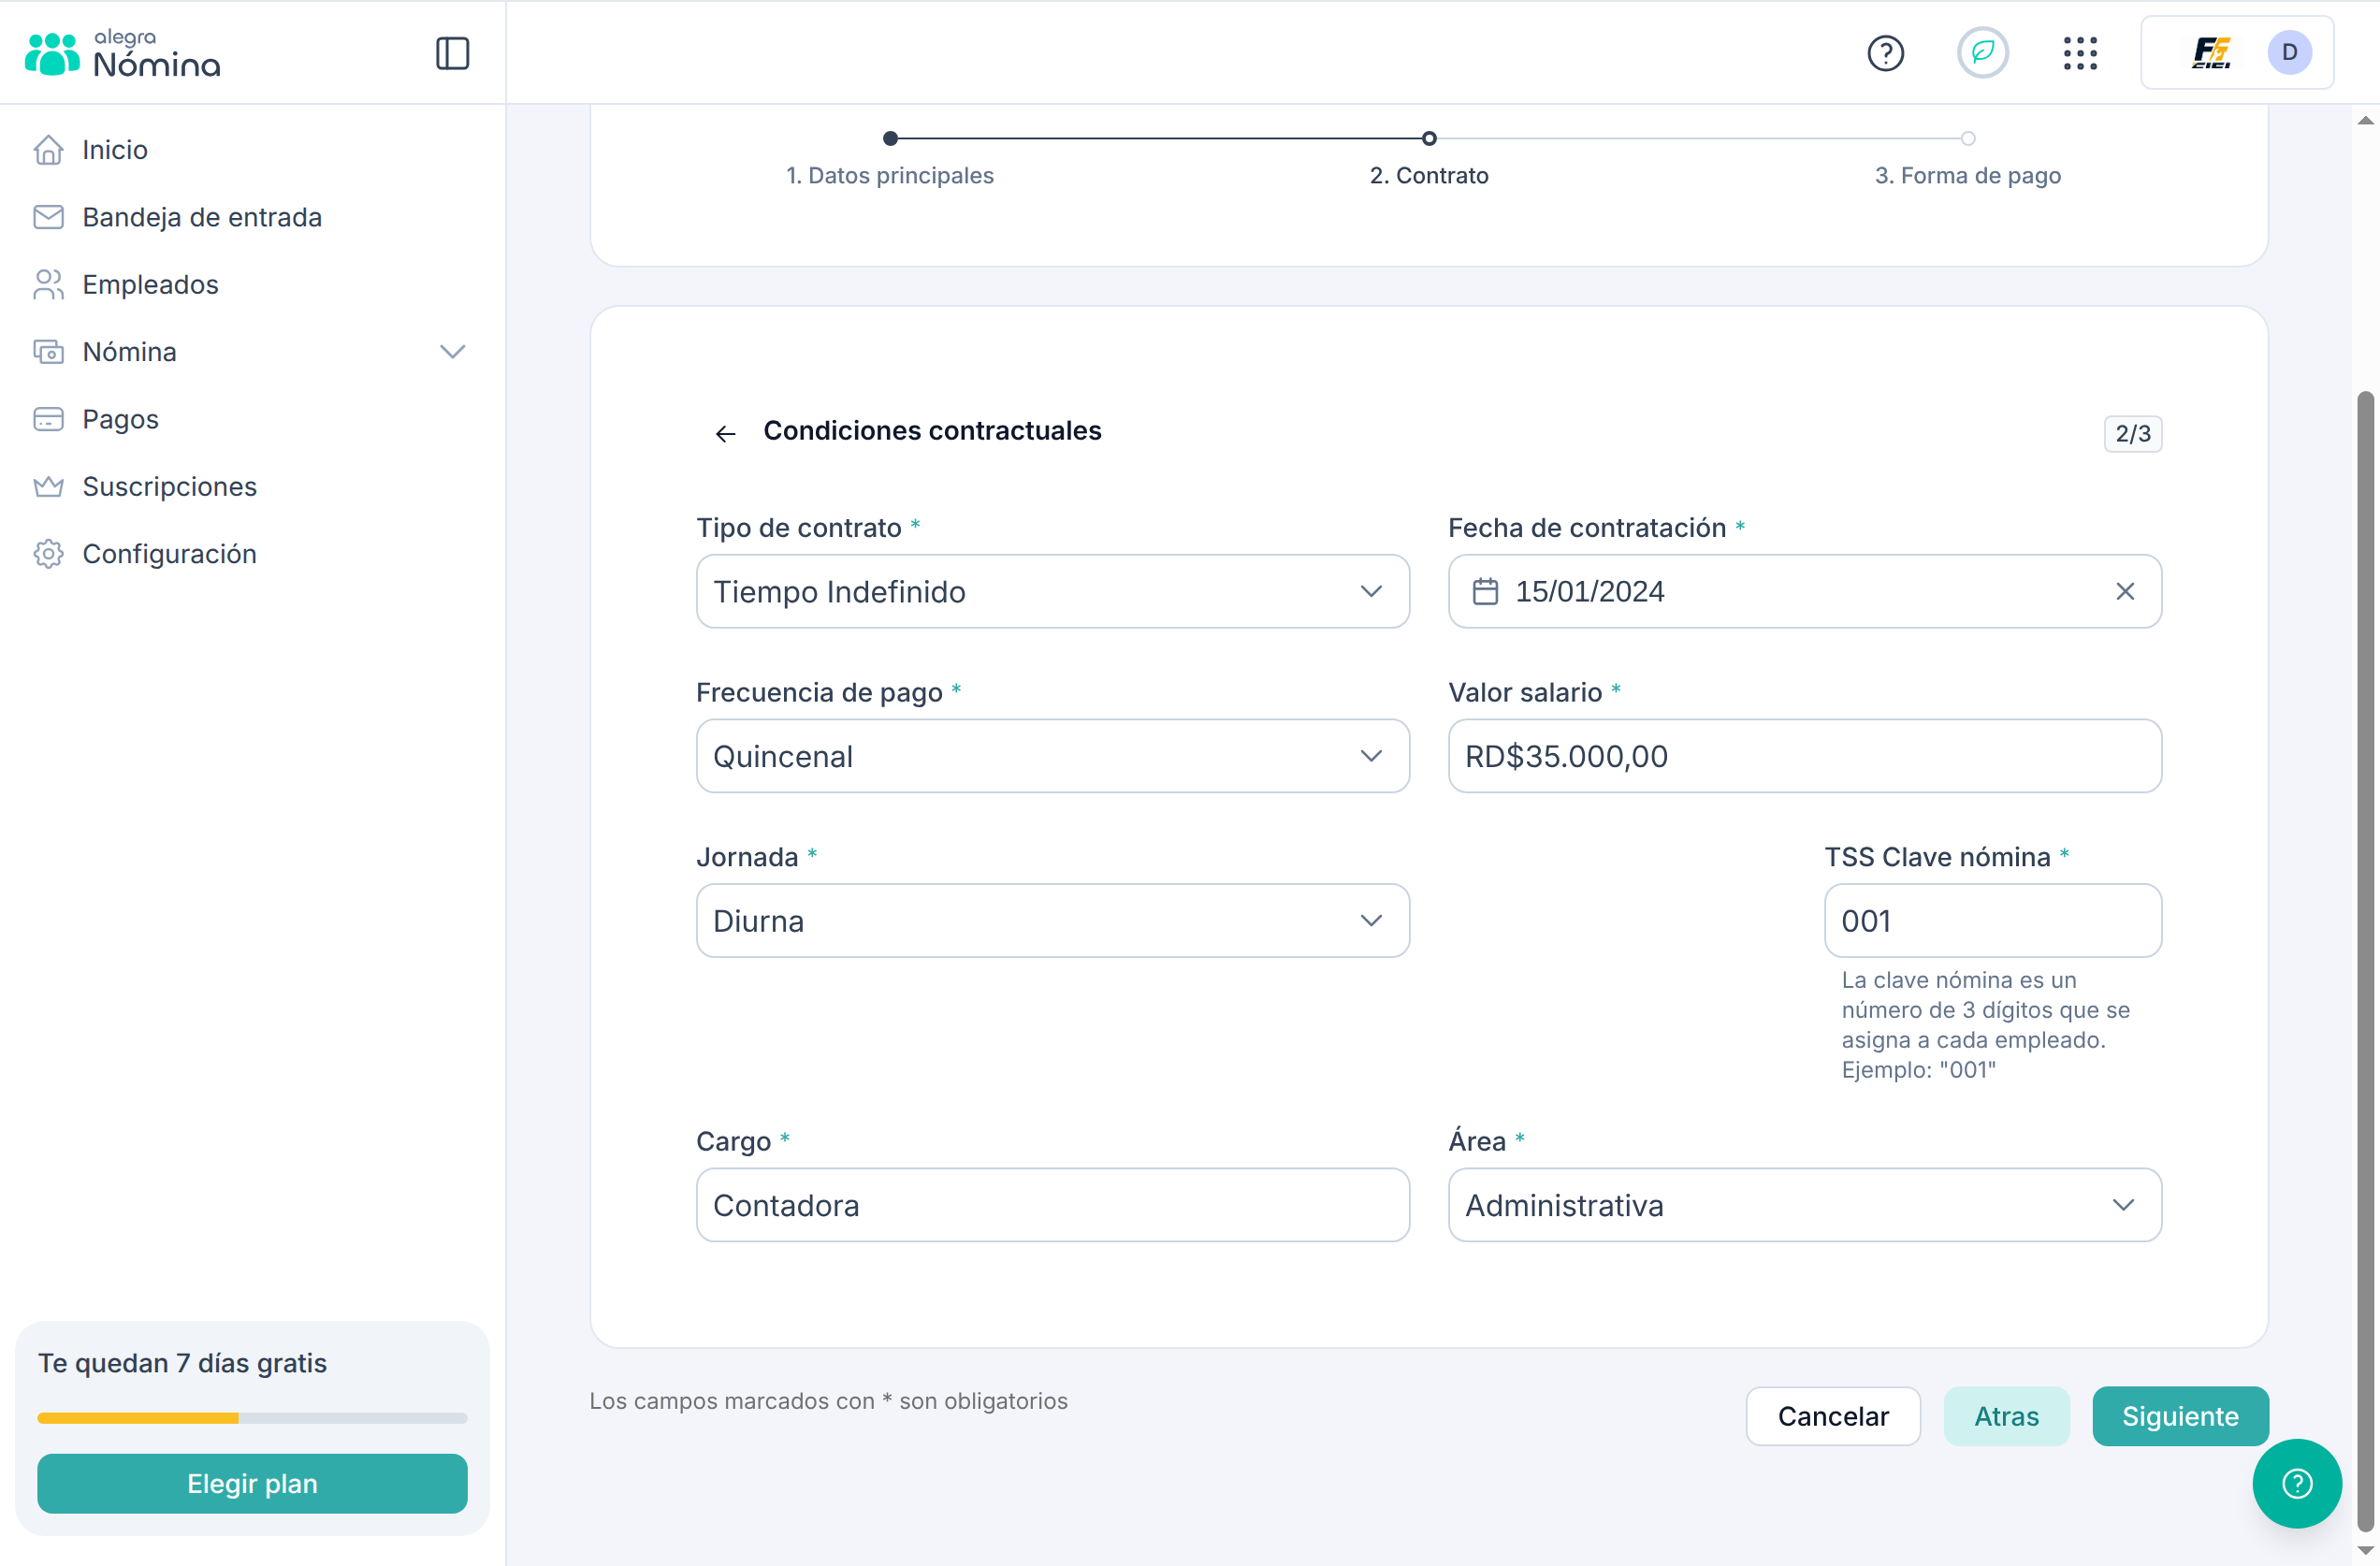 alegra
Nómina
D
Inicio
Bandeja de entrada
Empleados
Nómina
Pagos
Suscripciones
Configuración
Te quedan 7 días gratis
Elegir plan
1. Datos principales
2. Contrato
3. Forma de pago
Condiciones contractuales
2/3
Tipo de contrato *
Tiempo Indefinido
Fecha de contratación *
15/01/2024
Frecuencia de pago *
Quincenal
Valor salario *
RD$35.000,00
Jornada *
Diurna
TSS Clave nómina *
001
La clave nómina es un
número de 3 dígitos que se
asigna a cada empleado.
Ejemplo: "001"
Cargo *
Contadora
Área *
Administrativa
Los campos marcados con * son obligatorios
Cancelar
Atras
Siguiente